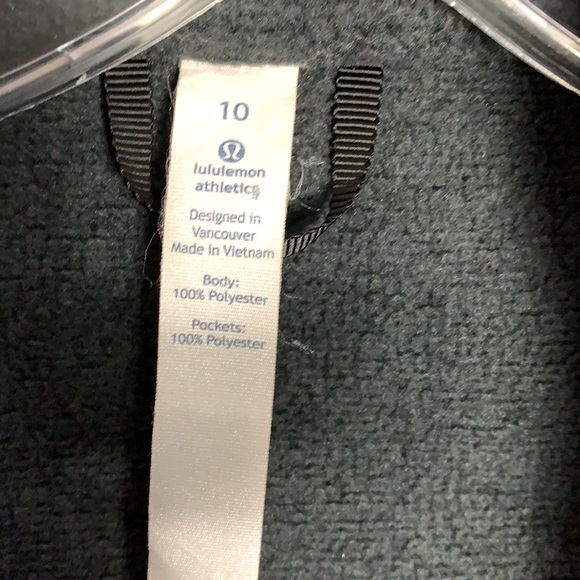 10
lululemon
athletica
Designed in
Vancouver
Made in Vietnam
Body:
100% Polyester
Pockets:
100% Polyester